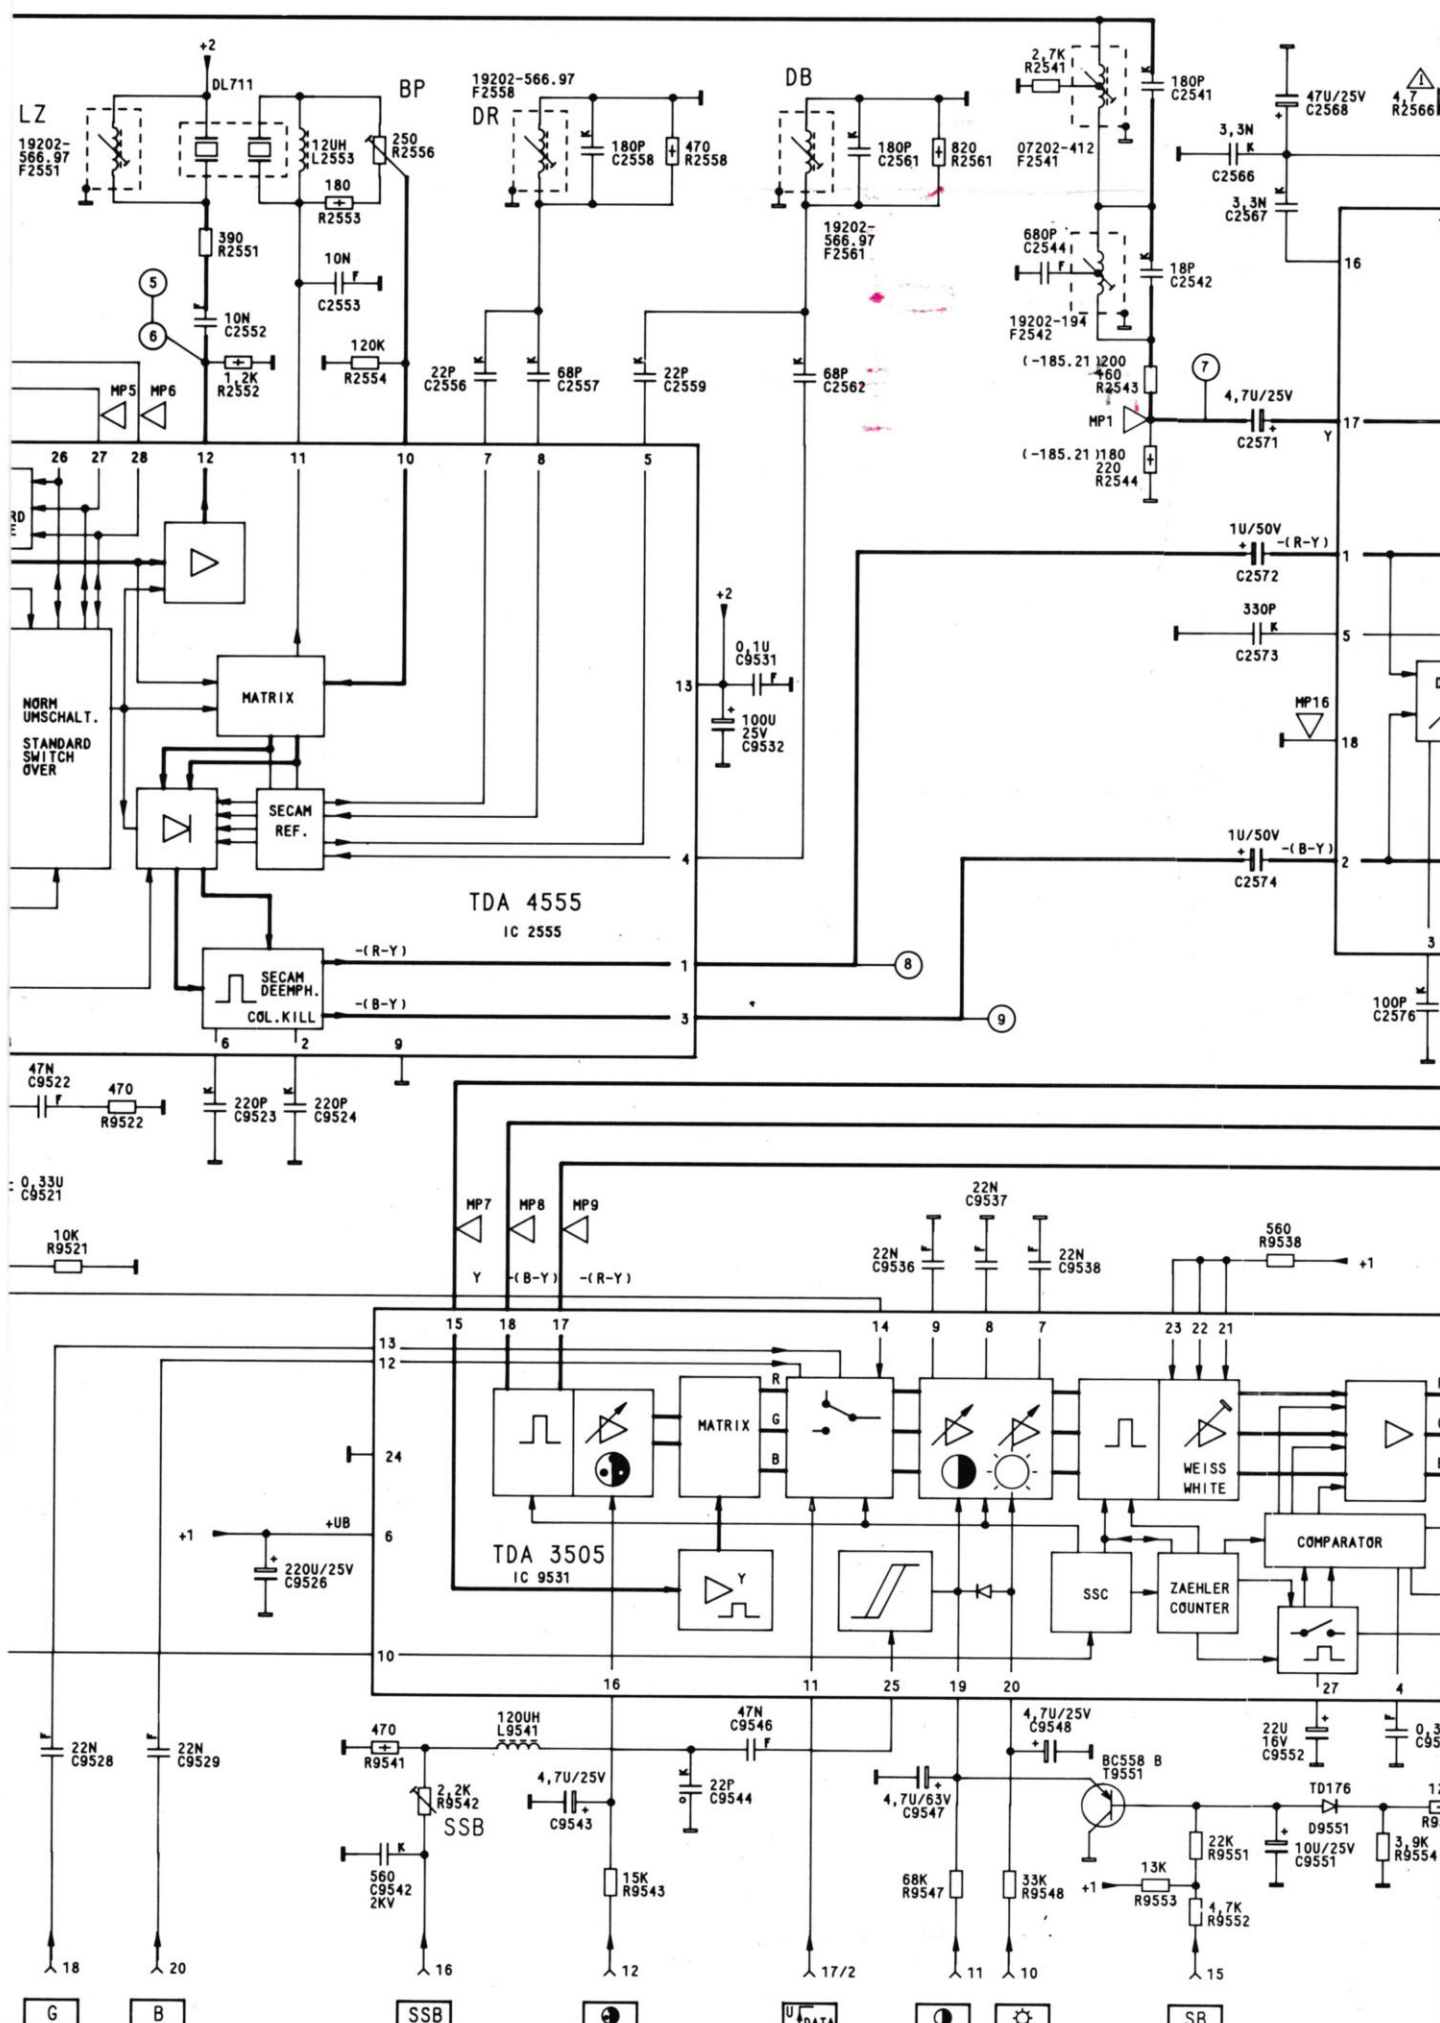 +2
DL711
LZ
19202-
566.97
F2551
12UH
L2553
250
R2556
BP
180
R2553
390
R2551
10N
C2553
5
6
10N
C2552
1,2K
R2552
120K
R2554
MP5
MP6
19202-566.97
F2558
DR
180P
C2558
470
R2558
DB
180P
C2561
820
R2561
19202-
566.97
F2561
22P
C2556
68P
C2557
22P
C2559
68P
C2562
2,7K
R2541
180P
C2541
07202-412
F2541
680P
C2544
18P
C2542
19202-194
F2542
(-185.21)200
R2543
MP1
(-185.21)180
220
R2544
7
4,7U/25V
C2571
47U/25V
C2568
4,7
R2566
3,3N
C2566
3,3N
C2567
16
17
Y
26
27
28
12
11
10
7
8
5
1U/50V
-(R-Y)
C2572
1
330P
C2573
5
MP16
18
1U/50V
-(B-Y)
C2574
2
3
100P
C2576
NORM
UMSCHALT.
STANDARD
SWITCH
OVER
MATRIX
SECAM
REF.
+2
0,1U
C9531
13
100U
25V
C9532
4
TDA 4555
IC 2555
SECAM
DEEMPH.
COL.KILL
-(R-Y)
1
8
-(B-Y)
3
9
6
2
9
47N
C9522
470
R9522
220P
C9523
220P
C9524
0,33U
C9521
10K
R9521
MP7
MP8
MP9
Y
-(B-Y)
-(R-Y)
22N
C9536
22N
C9537
22N
C9538
560
R9538
+1
15
18
17
14
9
8
7
23
22
21
13
12
24
6
+UB
+1
220U/25V
C9526
10
MATRIX
R
G
B
WEISS
WHITE
TDA 3505
IC 9531
Y
SSC
ZAEHLER
COUNTER
COMPARATOR
16
11
25
19
20
27
4
22N
C9528
22N
C9529
470
R9541
120UH
L9541
2,2K
R9542
SSB
560
C9542
2KV
4,7U/25V
C9543
22P
C9544
47N
C9546
15K
R9543
4,7U/63V
C9547
4,7U/25V
C9548
68K
R9547
33K
R9548
BC558 B
T9551
22U
16V
C9552
TD176
D9551
22K
R9551
10U/25V
C9551
3,9K
R9554
13K
R9553
+1
4,7K
R9552
18
20
16
12
17/2
11
10
15
G
B
SSB
U DATA
SB